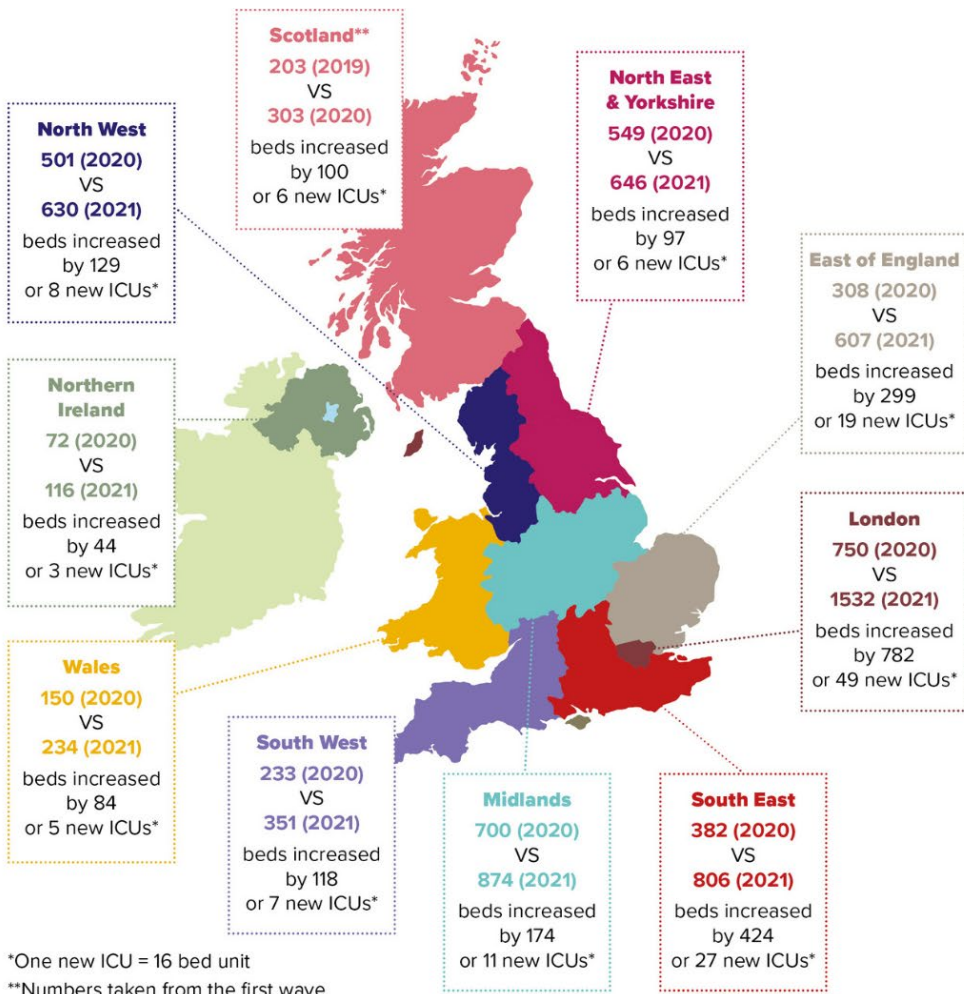 Scotland**
203 (2019)
VS
303 (2020)
beds increased
by 100
or 6 new ICUs*
North East
& Yorkshire
549 (2020)
VS
646 (2021)
beds increased
by 97
or 6 new ICUs*
North West
501 (2020)
VS
630 (2021)
beds increased
by 129
or 8 new ICUs*
East of England
308 (2020)
VS
607 (2021)
beds increased
by 299
or 19 new ICUs*
Northern
Ireland
72 (2020)
VS
116 (2021)
beds increased
by 44
or 3 new ICUs*
London
750 (2020)
VS
1532 (2021)
beds increased
by 782
or 49 new ICUs*
Wales
150 (2020)
VS
234 (2021)
beds increased
by 84
or 5 new ICUs*
South West
233 (2020)
VS
351 (2021)
beds increased
by 118
or 7 new ICUs*
Midlands
700 (2020)
VS
874 (2021)
beds increased
by 174
or 11 new ICUs*
South East
382 (2020)
VS
806 (2021)
beds increased
by 424
or 27 new ICUs*
*One new ICU = 16 bed unit
**Numbers taken from the first wave